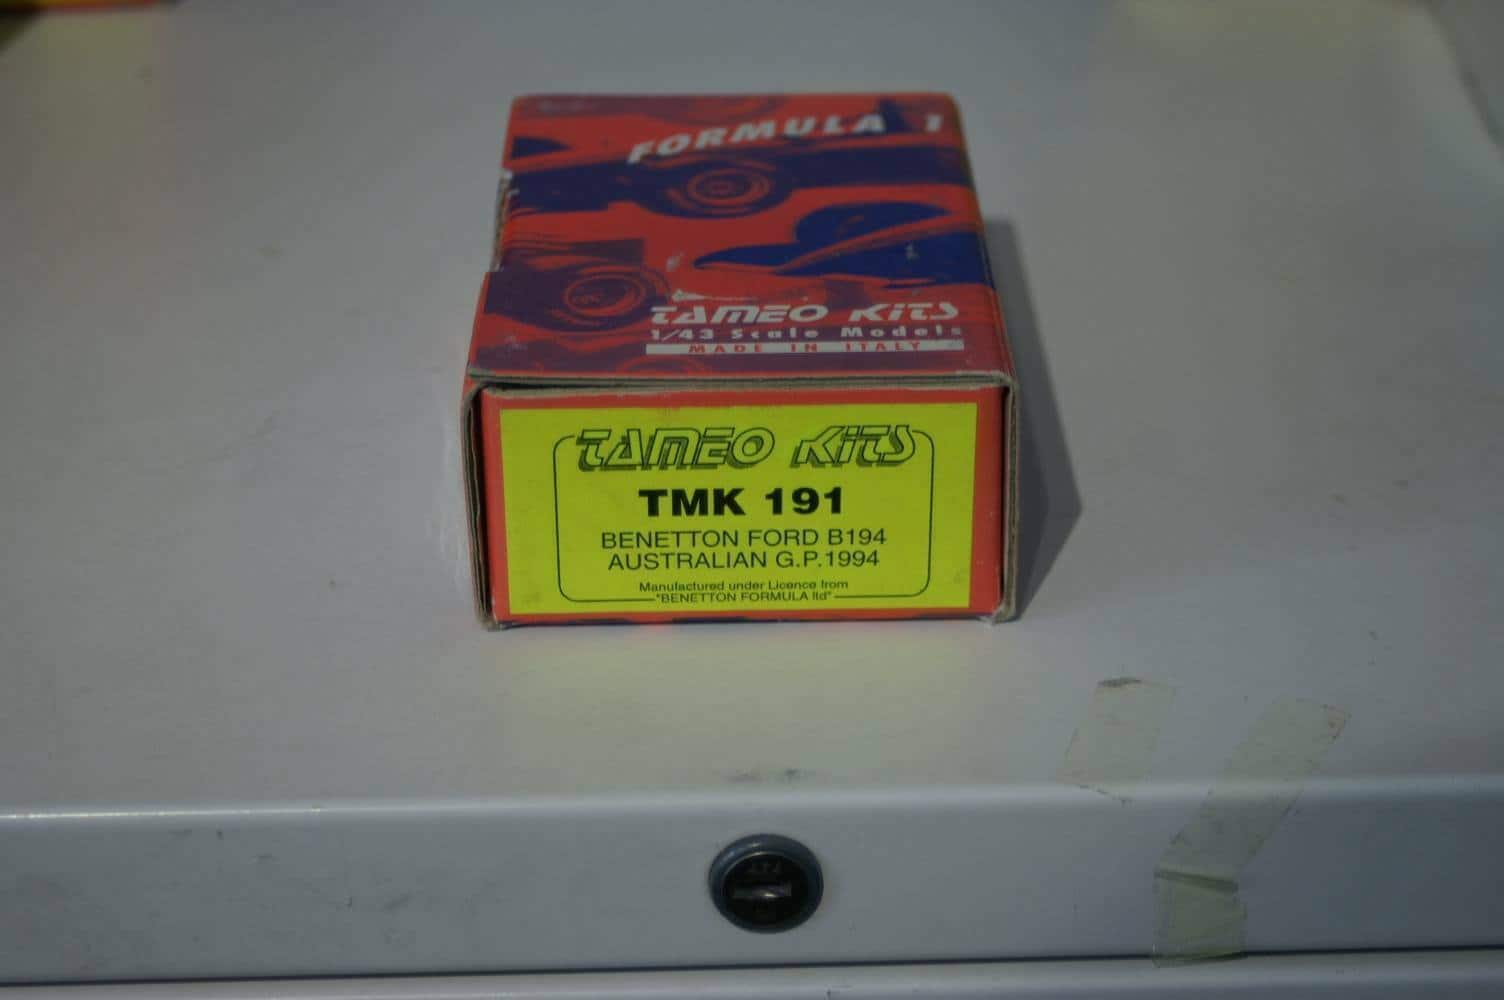 FORMULA 1
TAMEO KITS
1/43 Scale Models
MADE IN ITALY
TAMEO KITS
TMK 191
BENETTON FORD B194
AUSTRALIAN G.P.1994
Manufactured under Licence from
"BENETTON FORMULA ltd"